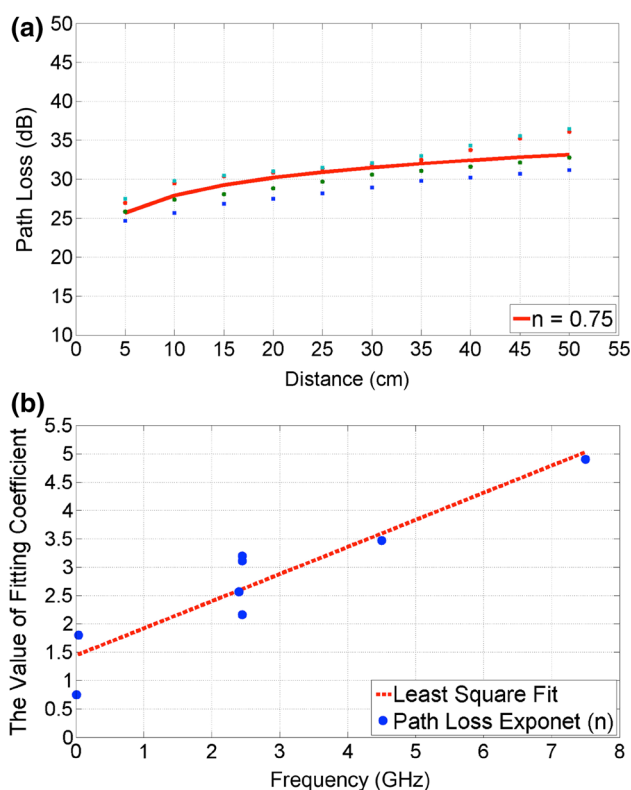 (a)
50
45
40
35
30
25
20
15
10
Path Loss (dB)
n = 0.75
0 5 10 15 20 25 30 35 40 45 50 55
Distance (cm)
(b)
5.5
5
4.5
4
3.5
3
2.5
2
1.5
1
0.5
0
The Value of Fitting Coefficient
Least Square Fit
Path Loss Exponet (n)
0 1 2 3 4 5 6 7 8
Frequency (GHz)